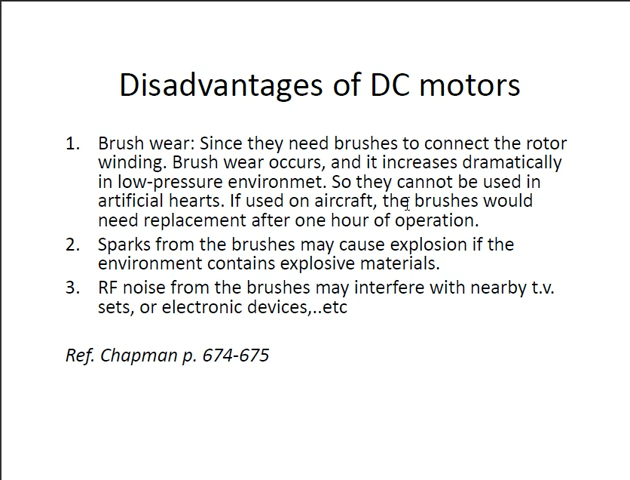 Disadvantages of DC motors
1. Brush wear: Since they need brushes to connect the rotor
winding. Brush wear occurs, and it increases dramatically
in low-pressure environmet. So they cannot be used in
artificial hearts. If used on aircraft, the brushes would
need replacement after one hour of operation.
2. Sparks from the brushes may cause explosion if the
environment contains explosive materials.
3. RF noise from the brushes may interfere with nearby t.v.
sets, or electronic devices,..etc
Ref. Chapman p. 674-675